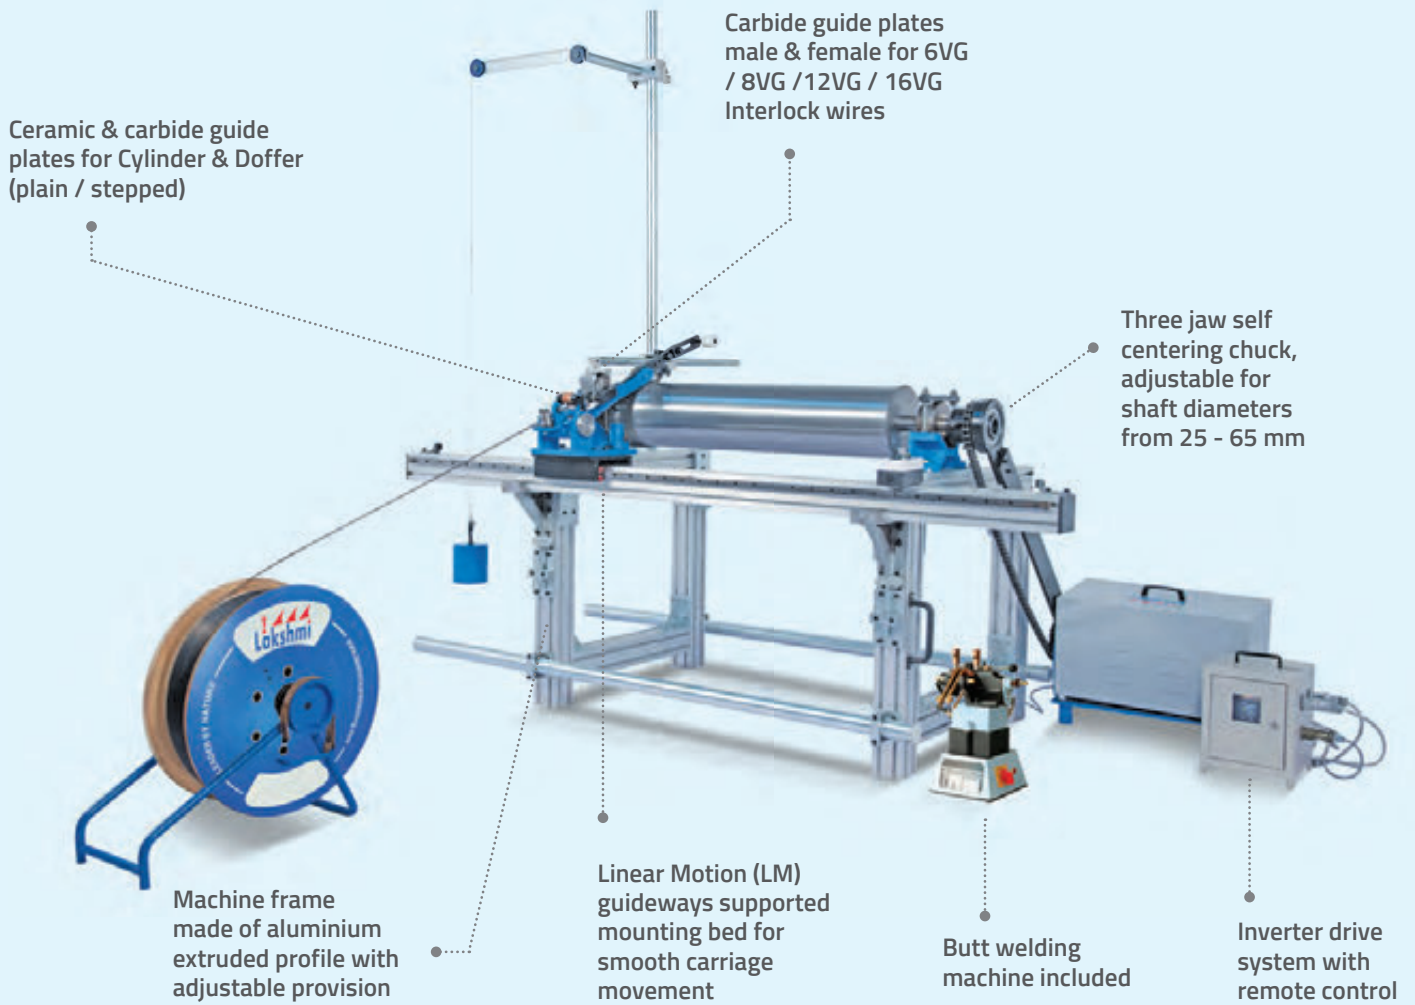 Carbide guide plates
male & female for 6VG
/ 8VG /12VG / 16VG
Interlock wires
Ceramic & carbide guide
plates for Cylinder & Doffer
(plain / stepped)
Three jaw self
centering chuck,
adjustable for
shaft diameters
from 25 - 65 mm
Lakshmi
LEADER BY NATURE
Machine frame
made of aluminium
extruded profile with
adjustable provision
Linear Motion (LM)
guideways supported
mounting bed for
smooth carriage
movement
Butt welding
machine included
Inverter drive
system with
remote control